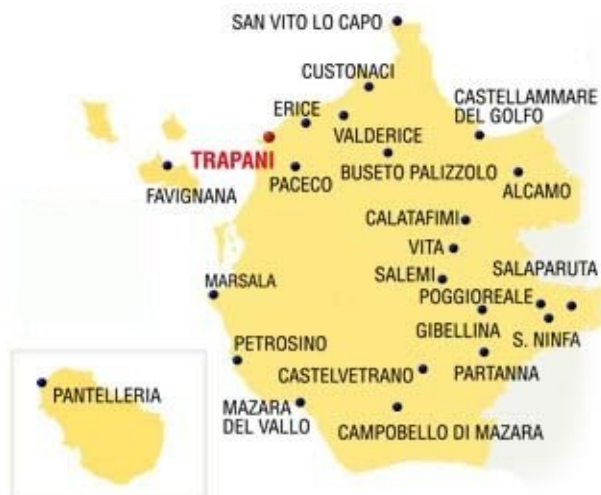 SAN VITO LO CAPO
CUSTONACI
ERICE
CASTELLAMMARE
DEL GOLFO
VALDERICE
TRAPANI
BUSETO PALIZZOLO
PACECO
FAVIGNANA
ALCAMO
CALATAFIMI
VITA
SALEMI
SALAPARUTA
MARSALA
POGGIOREALE
GIBELLINA
S. NINFA
PETROSINO
CASTELVETRANO
PARTANNA
PANTELLERIA
MAZARA
DEL VALLO
CAMPOBELLO DI MAZARA